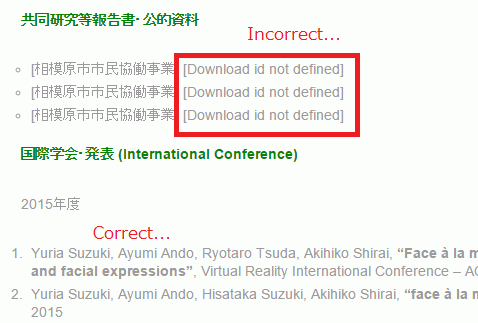 共同研究等報告書・公的資料
Incorrect...
[相模原市市民協働事業 [Download id not defined]
[相模原市市民協働事業 [Download id not defined]
[相模原市市民協働事業 [Download id not defined]
国際学会・発表 (International Conference)
2015年度
Correct...
1. Yuria Suzuki, Ayumi Ando, Ryotaro Tsuda, Akihiko Shirai, “Face à la m
and facial expressions”, Virtual Reality International Conference – AC
2. Yuria Suzuki, Ayumi Ando, Hisataka Suzuki, Akihiko Shirai, “face à la m
2015